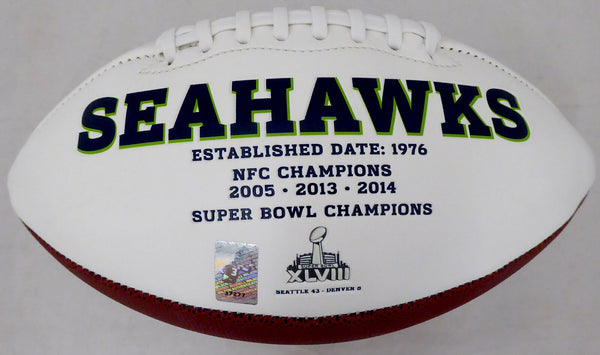 SEAHAWKS
ESTABLISHED DATE: 1976
NFC CHAMPIONS
2005 • 2013 • 2014
SUPER BOWL CHAMPIONS
XLVIII
SEATTLE 43 - DENVER 8